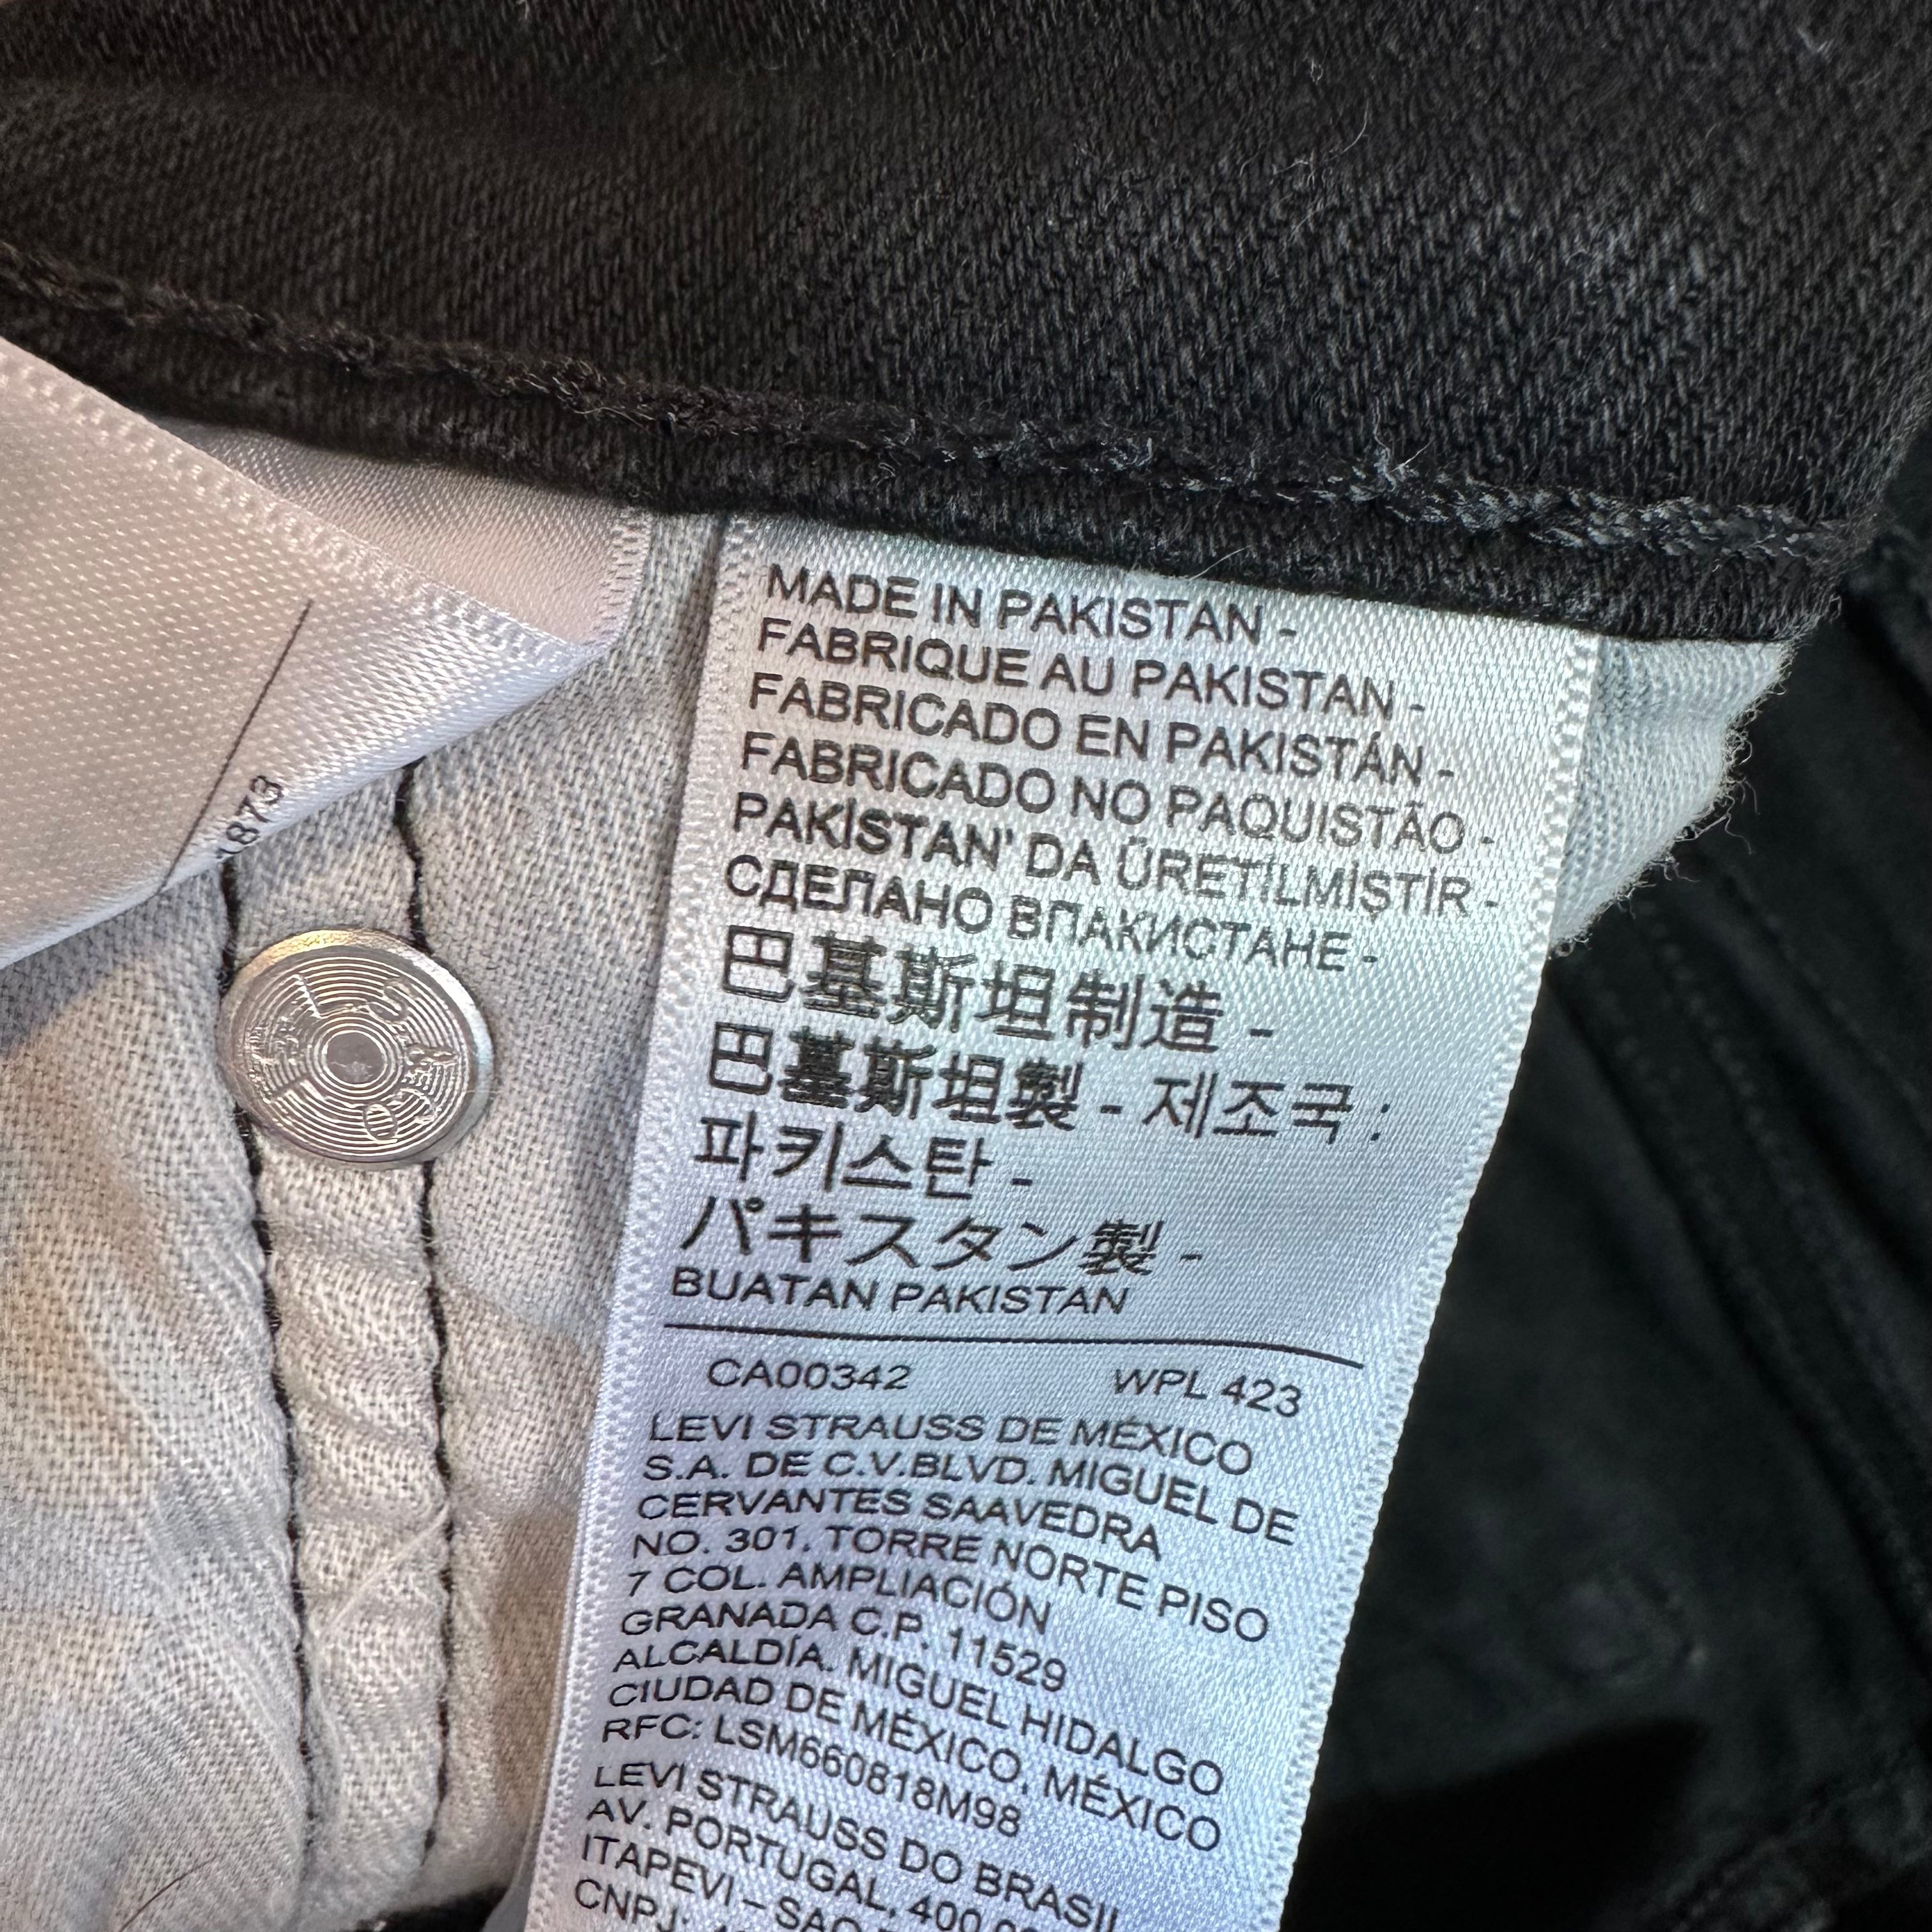 MADE IN PAKISTAN -
FABRIQUE AU PAKISTAN -
FABRICADO EN PAKISTÁN -
FABRICADO NO PAQUISTÃO -
PAKİSTAN' DA ÜRETİLMİŞTİR -
СДЕЛАНО ВПАКИСТАНЕ -
巴基斯坦制造 -
巴基斯坦製 - 제조국 :
파키스탄 -
パキスタン製 -
BUATAN PAKISTAN
CA00342 WPL 423
LEVI STRAUSS DE MÉXICO
S.A. DE C.V.BLVD. MIGUEL DE
CERVANTES SAAVEDRA
NO. 301, TORRE NORTE PISO
7 COL. AMPLIACIÓN
GRANADA C.P. 11529
ALCALDÍA. MIGUEL HIDALGO
CIUDAD DE MÉXICO, MÉXICO
RFC: LSM660818M98
LEVI STRAUSS DO BRASIL
AV. PORTUGAL, 400
ITAPEVI – SAO
CNPJ:
1873